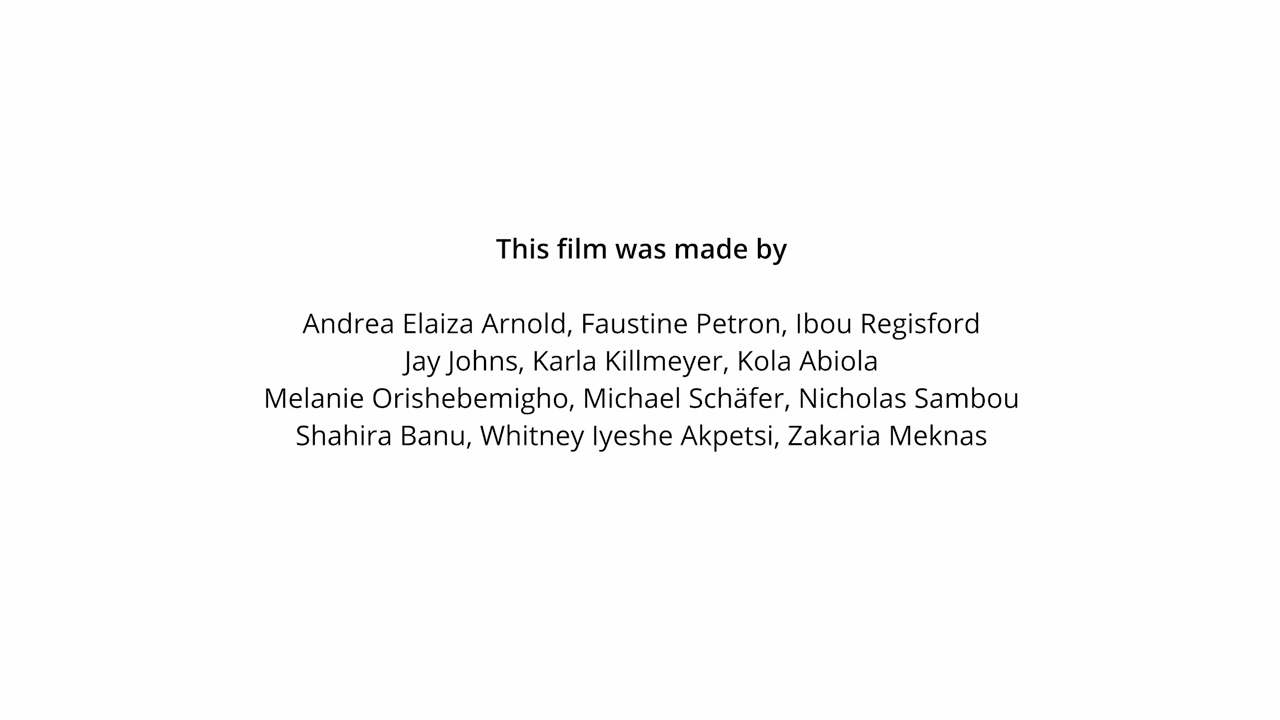 This film was made by
Andrea Elaiza Arnold, Faustine Petron, Ibou Regisford
Jay Johns, Karla Killmeyer, Kola Abiola
Melanie Orishebemigho, Michael Schäfer, Nicholas Sambou
Shahira Banu, Whitney Iyeshe Akpetsi, Zakaria Meknas